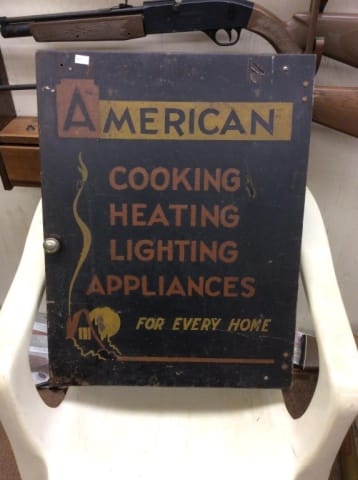 AMERICAN
COOKING
HEATING
LIGHTING
APPLIANCES
FOR EVERY HOME